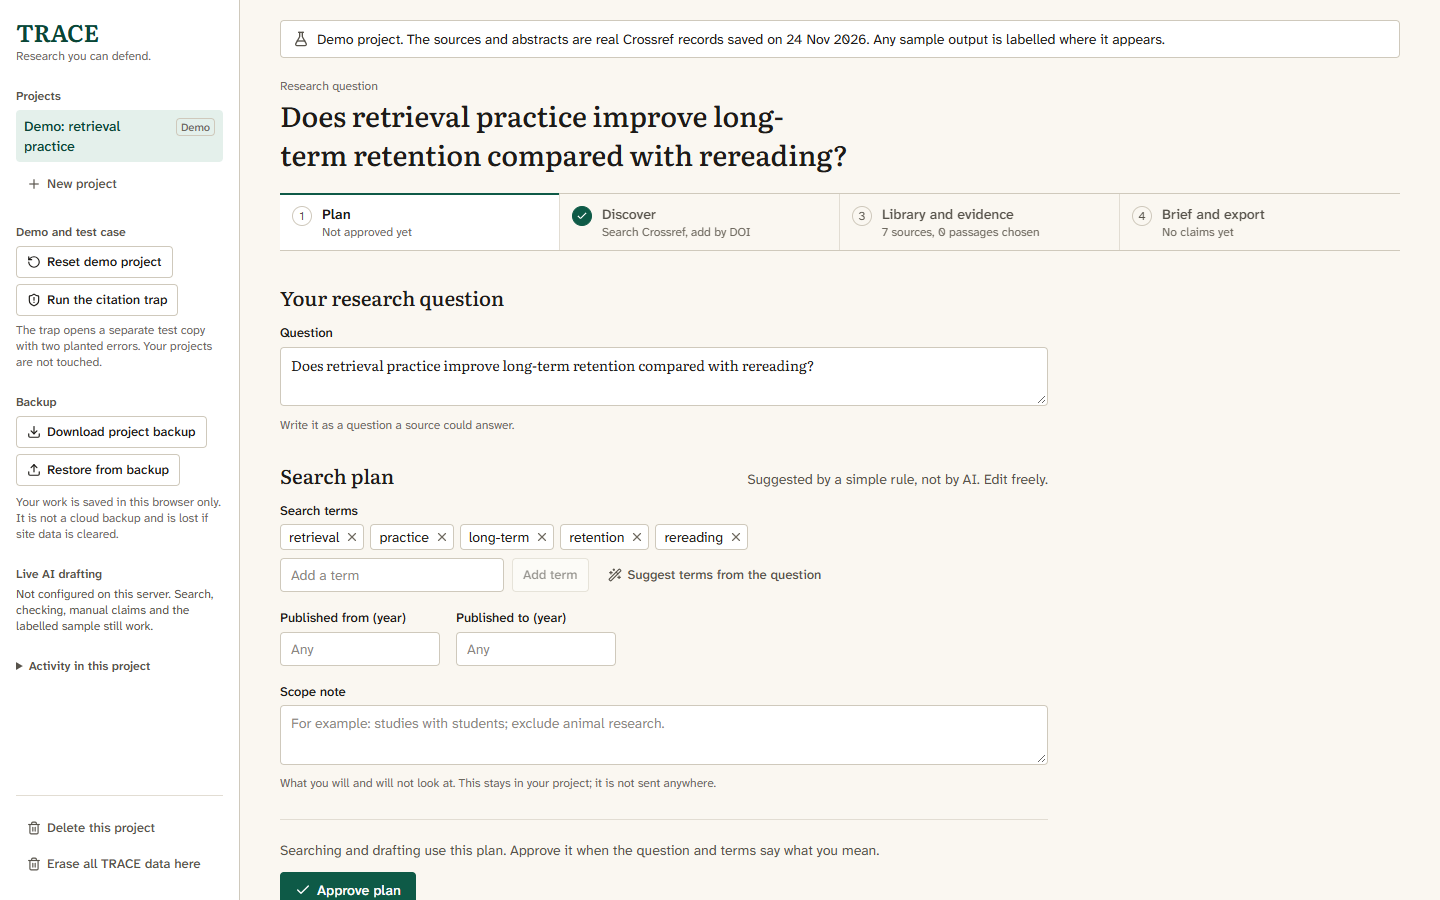 TRACE
Research you can defend.
Projects
Demo: retrieval
practice
Demo
New project
Demo and test case
Reset demo project
Run the citation trap
The trap opens a separate test copy
with two planted errors. Your projects
are not touched.
Backup
Download project backup
Restore from backup
Your work is saved in this browser only.
It is not a cloud backup and is lost if
site data is cleared.
Live AI drafting
Not configured on this server. Search,
checking, manual claims and the
labelled sample still work.
Activity in this project
Delete this project
Erase all TRACE data here
Demo project. The sources and abstracts are real Crossref records saved on 24 Nov 2026. Any sample output is labelled where it appears.
Research question
Does retrieval practice improve long-
term retention compared with rereading?
1
Plan
Not approved yet
Discover
Search Crossref, add by DOI
3
Library and evidence
7 sources, 0 passages chosen
4
Brief and export
No claims yet
Your research question
Question
Does retrieval practice improve long-term retention compared with rereading?
Write it as a question a source could answer.
Search plan
Suggested by a simple rule, not by AI. Edit freely.
Search terms
retrieval
practice
long-term
retention
rereading
Add a term
Add term
Suggest terms from the question
Published from (year)
Published to (year)
Any
Any
Scope note
For example: studies with students; exclude animal research.
What you will and will not look at. This stays in your project; it is not sent anywhere.
Searching and drafting use this plan. Approve it when the question and terms say what you mean.
Approve plan